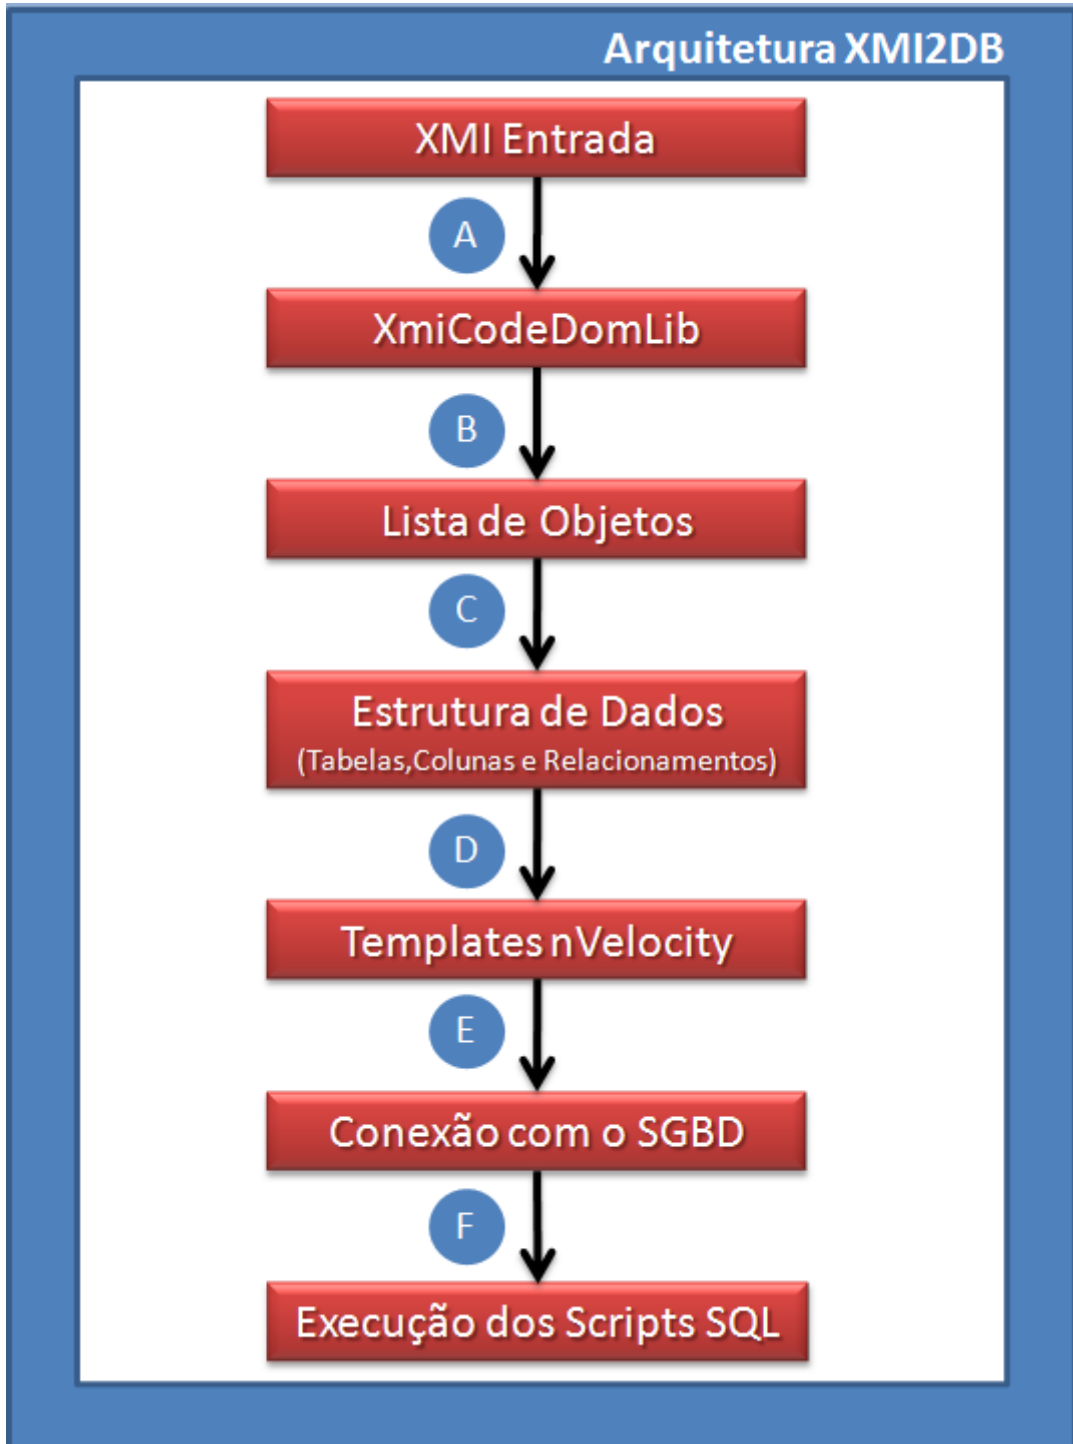 Arquitetura XMI2DB
XMI Entrada
A
XmiCodeDomLib
B
Lista de Objetos
C
Estrutura de Dados
(Tabelas,Colunas e Relacionamentos)
D
Templates nVelocity
E
Conexão com o SGBD
F
Execução dos Scripts SQL